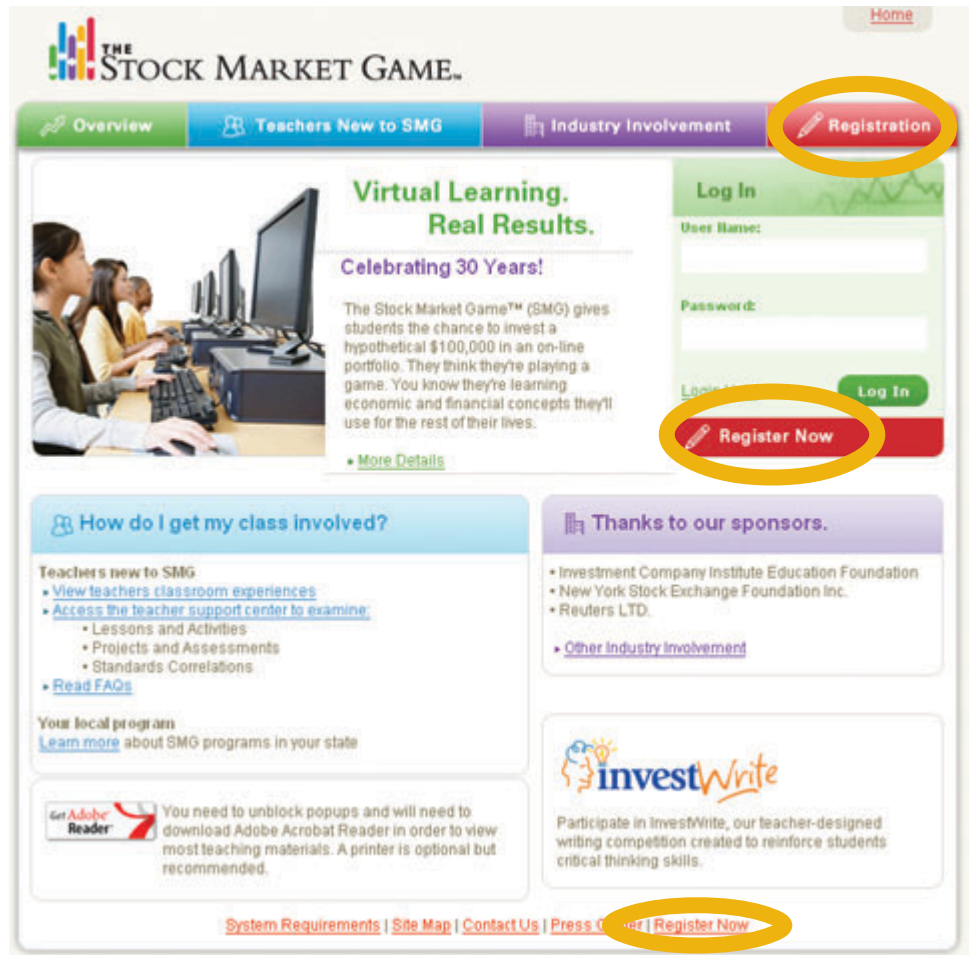 Home
THE
STOCK MARKET GAME™
Overview
Teachers New to SMG
Industry Involvement
Registration
Virtual Learning.
Real Results.
Celebrating 30 Years!
The Stock Market Game™ (SMG) gives
students the chance to invest a
hypothetical $100,000 in an on-line
portfolio. They think they're playing a
game. You know they're learning
economic and financial concepts they'll
use for the rest of their lives.
▸ More Details
Log In
User Name:
Password:
Log In
Register Now
How do I get my class involved?
Teachers new to SMG
▸ View teachers classroom experiences
▸ Access the teacher support center to examine:
• Lessons and Activities
• Projects and Assessments
• Standards Correlations
▸ Read FAQs
Your local program
Learn more about SMG programs in your state
Thanks to our sponsors.
• Investment Company Institute Education Foundation
• New York Stock Exchange Foundation Inc.
• Reuters LTD.
▸ Other Industry Involvement
Get Adobe
Reader
You need to unblock popups and will need to
download Adobe Acrobat Reader in order to view
most teaching materials. A printer is optional but
recommended.
investWrite
Participate in InvestWrite, our teacher-designed
writing competition created to reinforce students
critical thinking skills.
System Requirements | Site Map | Contact Us | Press | Register Now